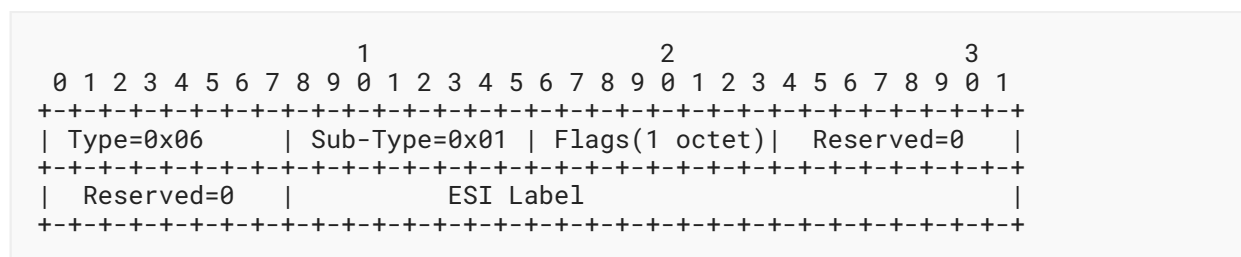 1                   2                   3
 0 1 2 3 4 5 6 7 8 9 0 1 2 3 4 5 6 7 8 9 0 1 2 3 4 5 6 7 8 9 0 1
+-+-+-+-+-+-+-+-+-+-+-+-+-+-+-+-+-+-+-+-+-+-+-+-+-+-+-+-+-+-+-+-+
| Type=0x06     | Sub-Type=0x01 | Flags(1 octet)|  Reserved=0   |
+-+-+-+-+-+-+-+-+-+-+-+-+-+-+-+-+-+-+-+-+-+-+-+-+-+-+-+-+-+-+-+-+
|  Reserved=0   |          ESI Label                            |
+-+-+-+-+-+-+-+-+-+-+-+-+-+-+-+-+-+-+-+-+-+-+-+-+-+-+-+-+-+-+-+-+